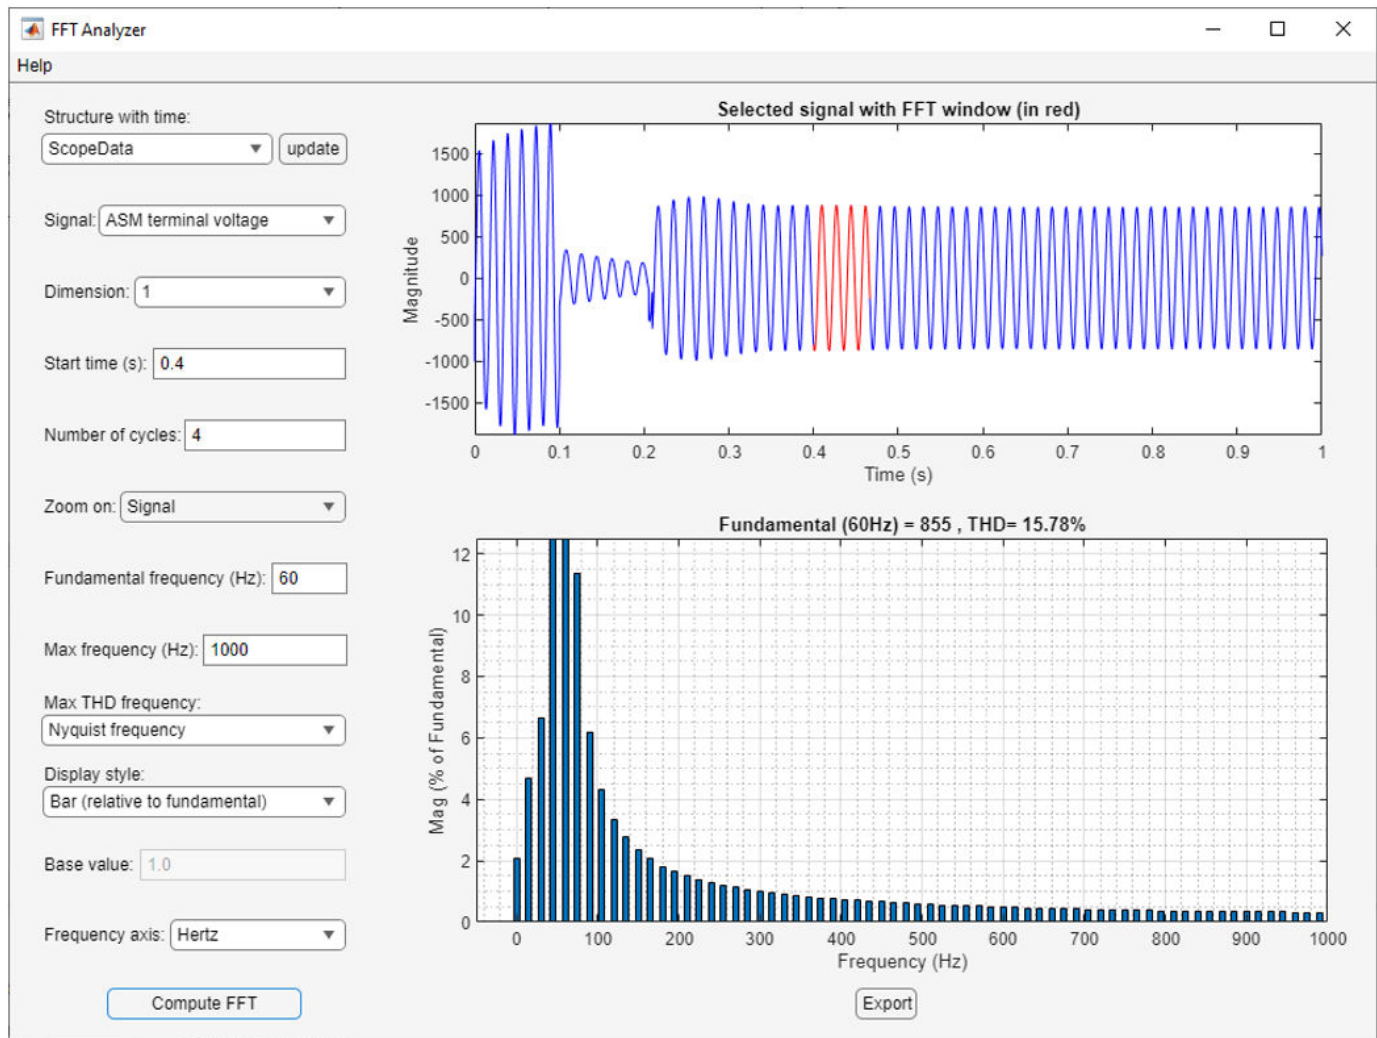 FFT Analyzer
Help
Structure with time:
ScopeData
update
Signal: ASM terminal voltage
Dimension: 1
Start time (s): 0.4
Number of cycles: 4
Zoom on: Signal
Fundamental frequency (Hz): 60
Max frequency (Hz): 1000
Max THD frequency:
Nyquist frequency
Display style:
Bar (relative to fundamental)
Base value: 1.0
Frequency axis: Hertz
Compute FFT
Selected signal with FFT window (in red)
1500
1000
500
0
-500
-1000
-1500
Magnitude
0 0.1 0.2 0.3 0.4 0.5 0.6 0.7 0.8 0.9 1
Time (s)
Fundamental (60Hz) = 855 , THD= 15.78%
12
10
8
6
4
2
0
Mag (% of Fundamental)
0 100 200 300 400 500 600 700 800 900 1000
Frequency (Hz)
Export